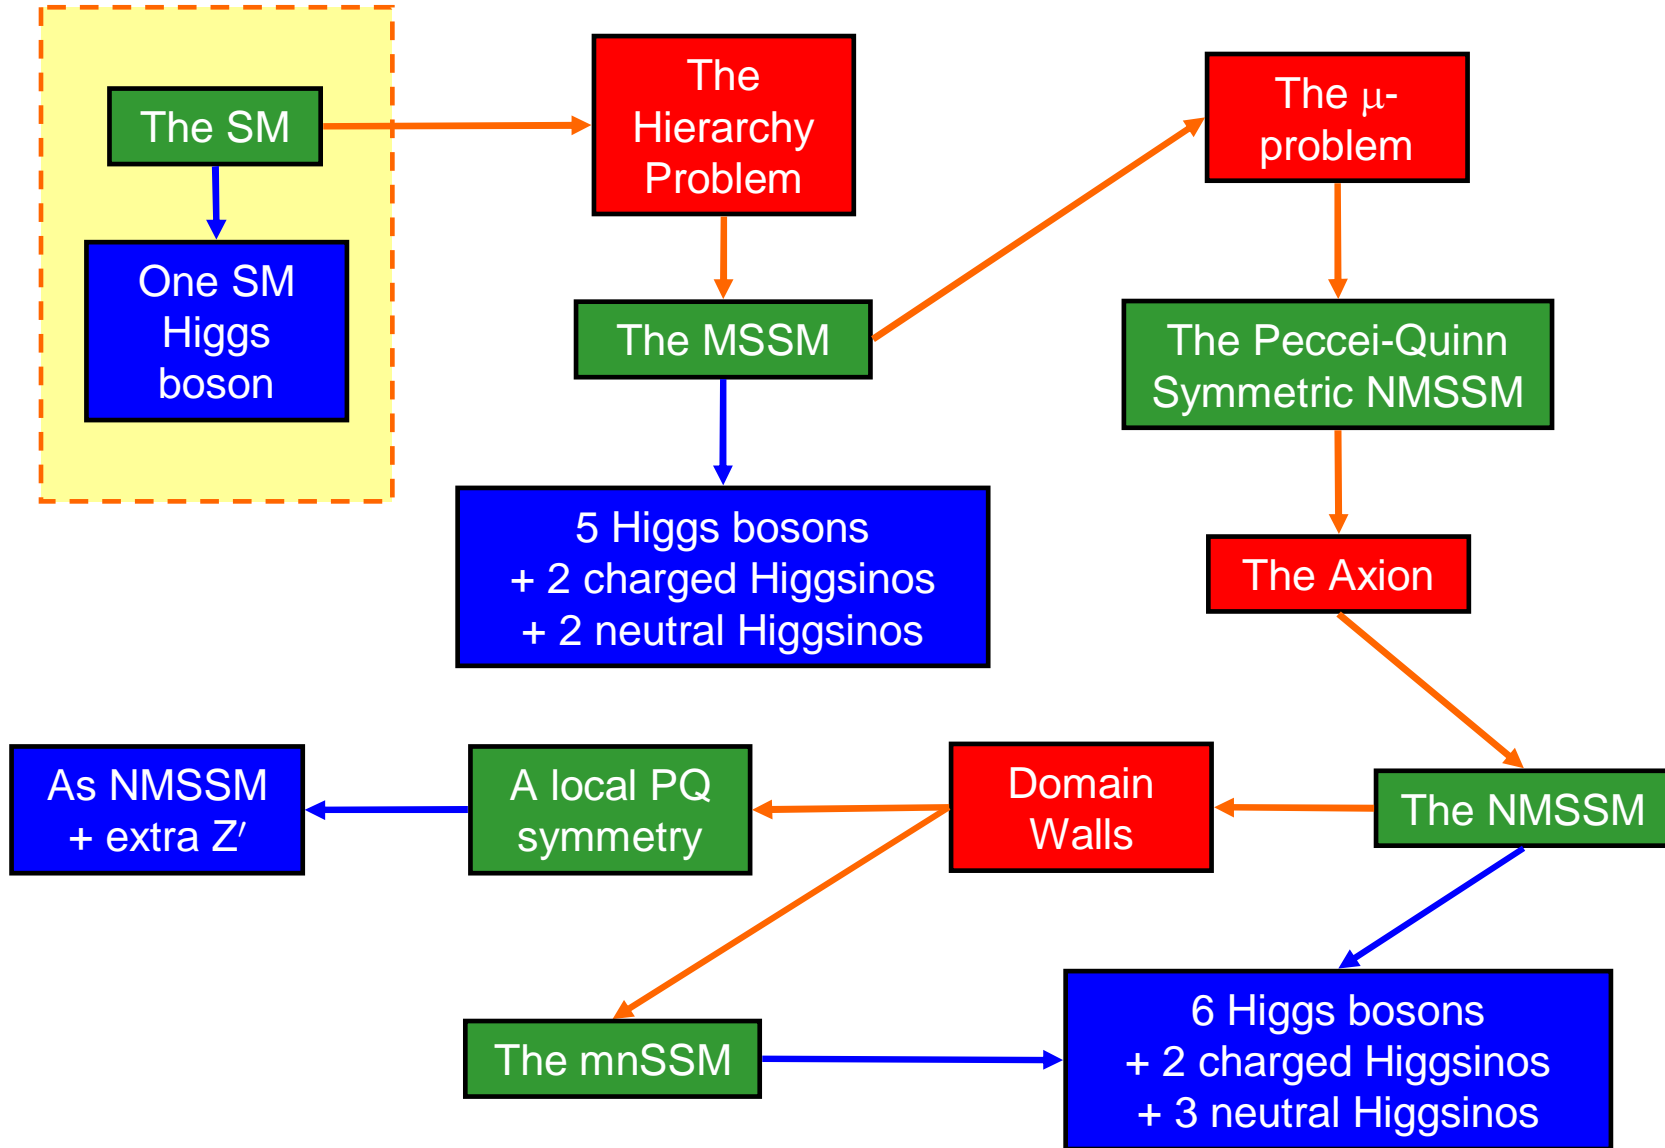 The SM
One SM
Higgs
boson
The
Hierarchy
Problem
The MSSM
5 Higgs bosons
+ 2 charged Higgsinos
+ 2 neutral Higgsinos
The μ-
problem
The Peccei-Quinn
Symmetric NMSSM
The Axion
The NMSSM
Domain
Walls
A local PQ
symmetry
As NMSSM
+ extra Z′
The mnSSM
6 Higgs bosons
+ 2 charged Higgsinos
+ 3 neutral Higgsinos